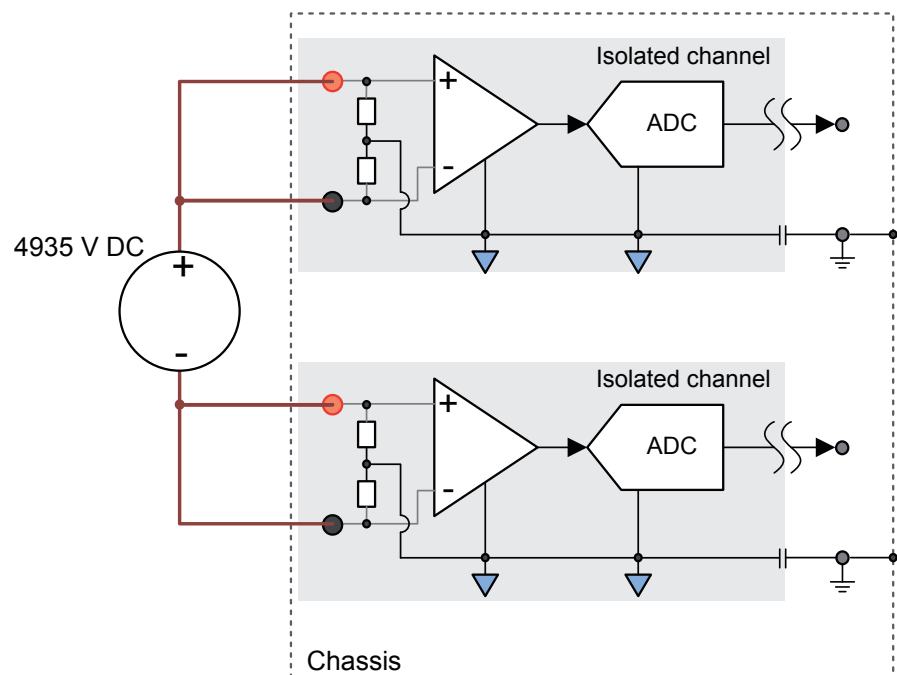 Isolated channel
+
ADC
-
4935 V DC
+
-
Isolated channel
+
ADC
-
Chassis